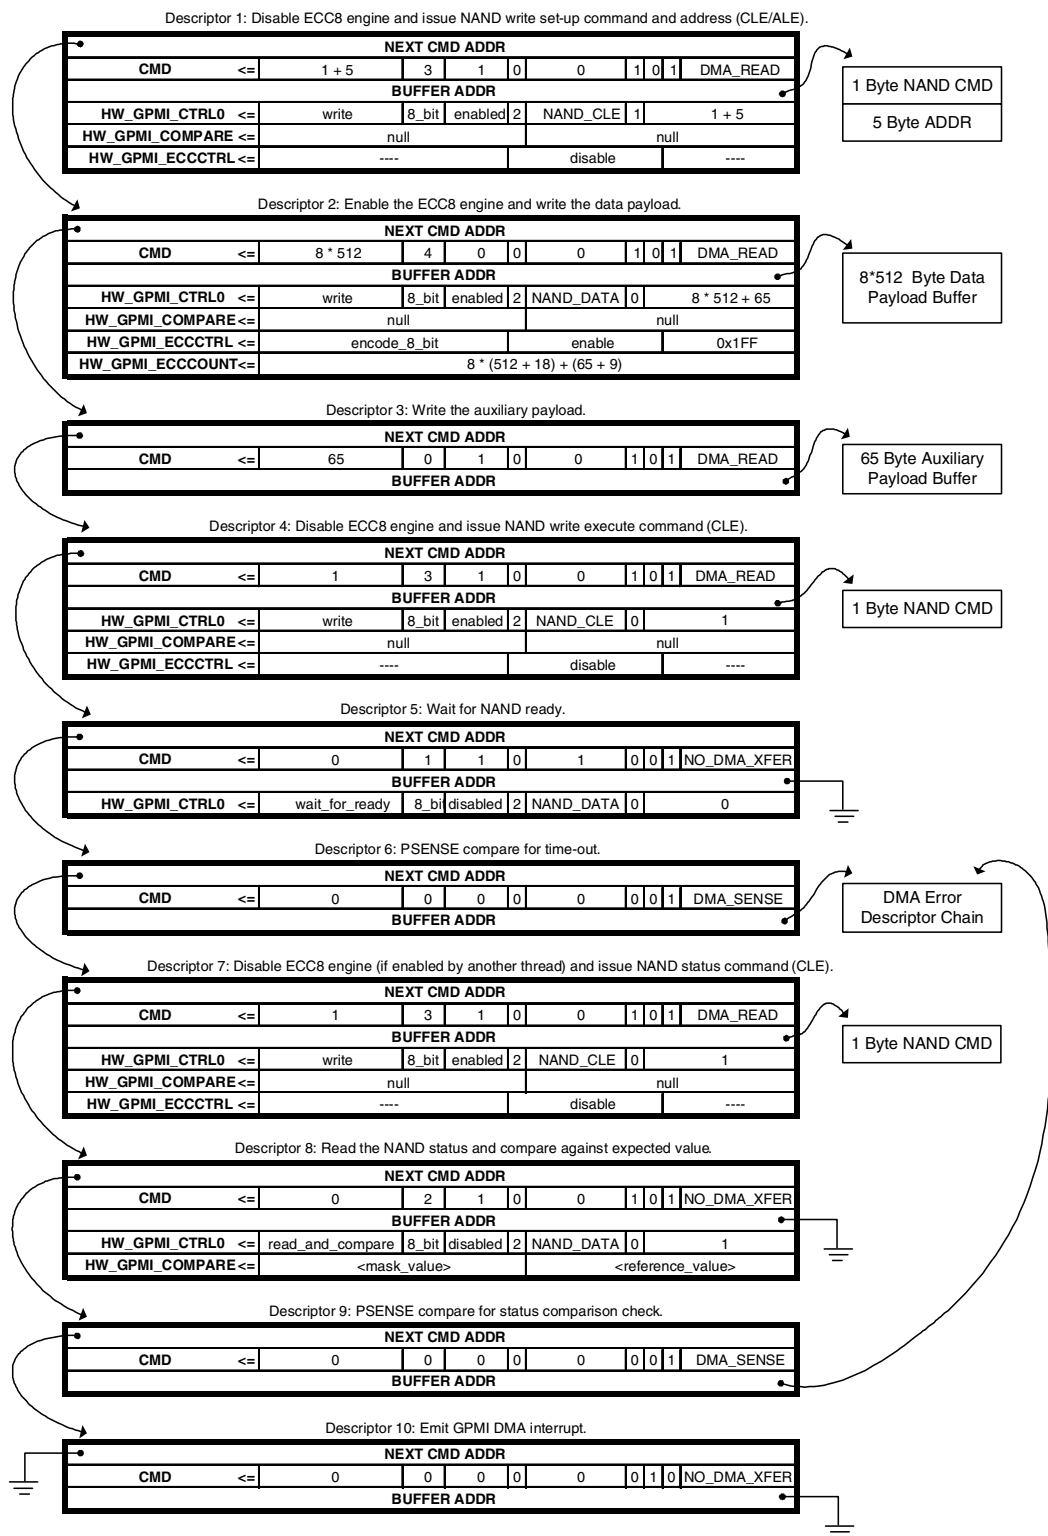 Descriptor 1: Disable ECC8 engine and issue NAND write set-up command and address (CLE/ALE).
NEXT CMD ADDR
CMD <= 1 + 5 3 1 0 0 1 0 1 DMA_READ
BUFFER ADDR
HW_GPMI_CTRL0 <= write 8_bit enabled 2 NAND_CLE 1 1 + 5
HW_GPMI_COMPARE <= null null
HW_GPMI_ECCCTRL <= ---- disable ----
1 Byte NAND CMD
5 Byte ADDR
Descriptor 2: Enable the ECC8 engine and write the data payload.
NEXT CMD ADDR
CMD <= 8 * 512 4 0 0 0 1 0 1 DMA_READ
BUFFER ADDR
HW_GPMI_CTRL0 <= write 8_bit enabled 2 NAND_DATA 0 8 * 512 + 65
HW_GPMI_COMPARE<= null null
HW_GPMI_ECCCTRL <= encode_8_bit enable 0x1FF
HW_GPMI_ECCCOUNT<= 8 * (512 + 18) + (65 + 9)
8*512 Byte Data
Payload Buffer
Descriptor 3: Write the auxiliary payload.
NEXT CMD ADDR
CMD <= 65 0 1 0 0 1 0 1 DMA_READ
BUFFER ADDR
65 Byte Auxiliary
Payload Buffer
Descriptor 4: Disable ECC8 engine and issue NAND write execute command (CLE).
NEXT CMD ADDR
CMD <= 1 3 1 0 0 1 0 1 DMA_READ
BUFFER ADDR
HW_GPMI_CTRL0 <= write 8_bit enabled 2 NAND_CLE 0 1
HW_GPMI_COMPARE<= null null
HW_GPMI_ECCCTRL <= ---- disable ----
1 Byte NAND CMD
Descriptor 5: Wait for NAND ready.
NEXT CMD ADDR
CMD <= 0 1 1 0 1 0 0 1 NO_DMA_XFER
BUFFER ADDR
HW_GPMI_CTRL0 <= wait_for_ready 8_bit disabled 2 NAND_DATA 0 0
Descriptor 6: PSENSE compare for time-out.
NEXT CMD ADDR
CMD <= 0 0 0 0 0 0 0 1 DMA_SENSE
BUFFER ADDR
DMA Error
Descriptor Chain
Descriptor 7: Disable ECC8 engine (if enabled by another thread) and issue NAND status command (CLE).
NEXT CMD ADDR
CMD <= 1 3 1 0 0 1 0 1 DMA_READ
BUFFER ADDR
HW_GPMI_CTRL0 <= write 8_bit enabled 2 NAND_CLE 0 1
HW_GPMI_COMPARE<= null null
HW_GPMI_ECCCTRL <= ---- disable ----
1 Byte NAND CMD
Descriptor 8: Read the NAND status and compare against expected value.
NEXT CMD ADDR
CMD <= 0 2 1 0 0 1 0 1 NO_DMA_XFER
BUFFER ADDR
HW_GPMI_CTRL0 <= read_and_compare 8_bit disabled 2 NAND_DATA 0 1
HW_GPMI_COMPARE<= <mask_value> <reference_value>
Descriptor 9: PSENSE compare for status comparison check.
NEXT CMD ADDR
CMD <= 0 0 0 0 0 0 0 1 DMA_SENSE
BUFFER ADDR
Descriptor 10: Emit GPMI DMA interrupt.
NEXT CMD ADDR
CMD <= 0 0 0 0 0 0 1 0 NO_DMA_XFER
BUFFER ADDR